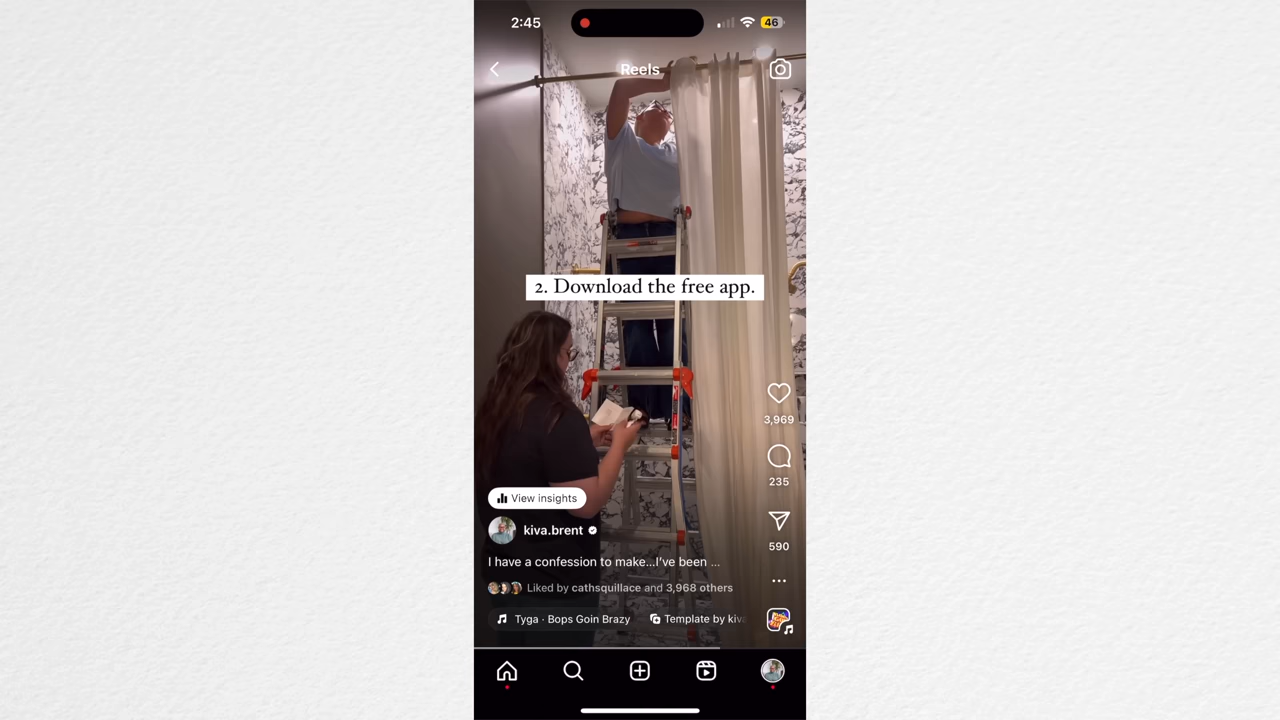 2:45
46
Reels
2. Download the free app.
3,969
235
View insights
kiva.brent
590
I have a confession to make...I've been ...
Liked by cathsquillace and 3,968 others
Tyga · Bops Goin Brazy
Template by kiva